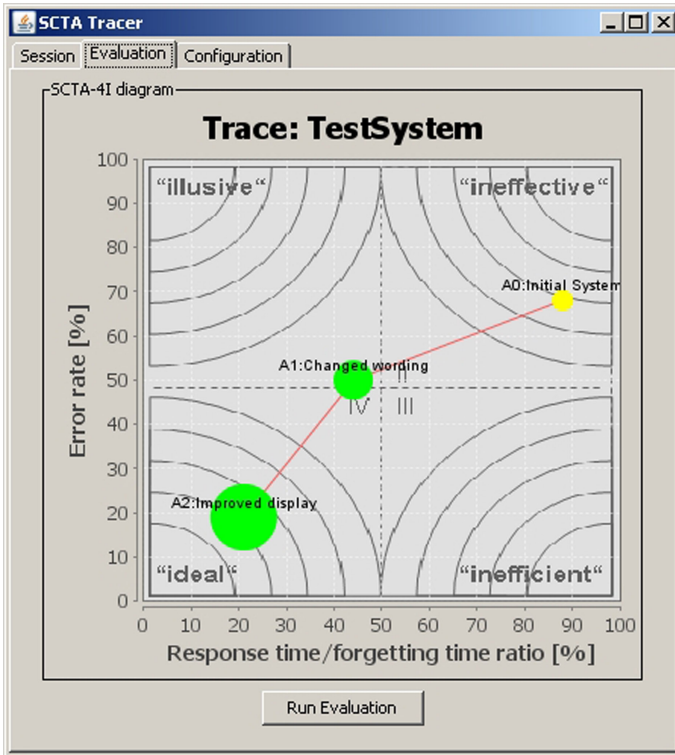 SCTA Tracer
Session Evaluation Configuration
SCTA-4I diagram
Trace: TestSystem
100
90
80
70
60
50
40
30
20
10
0
Error rate [%]
"illusive" "ineffective"
A0:Initial System
A1:Changed wording
II
IV III
A2:Improved display
"ideal" "inefficient"
0 10 20 30 40 50 60 70 80 90 100
Response time/forgetting time ratio [%]
Run Evaluation